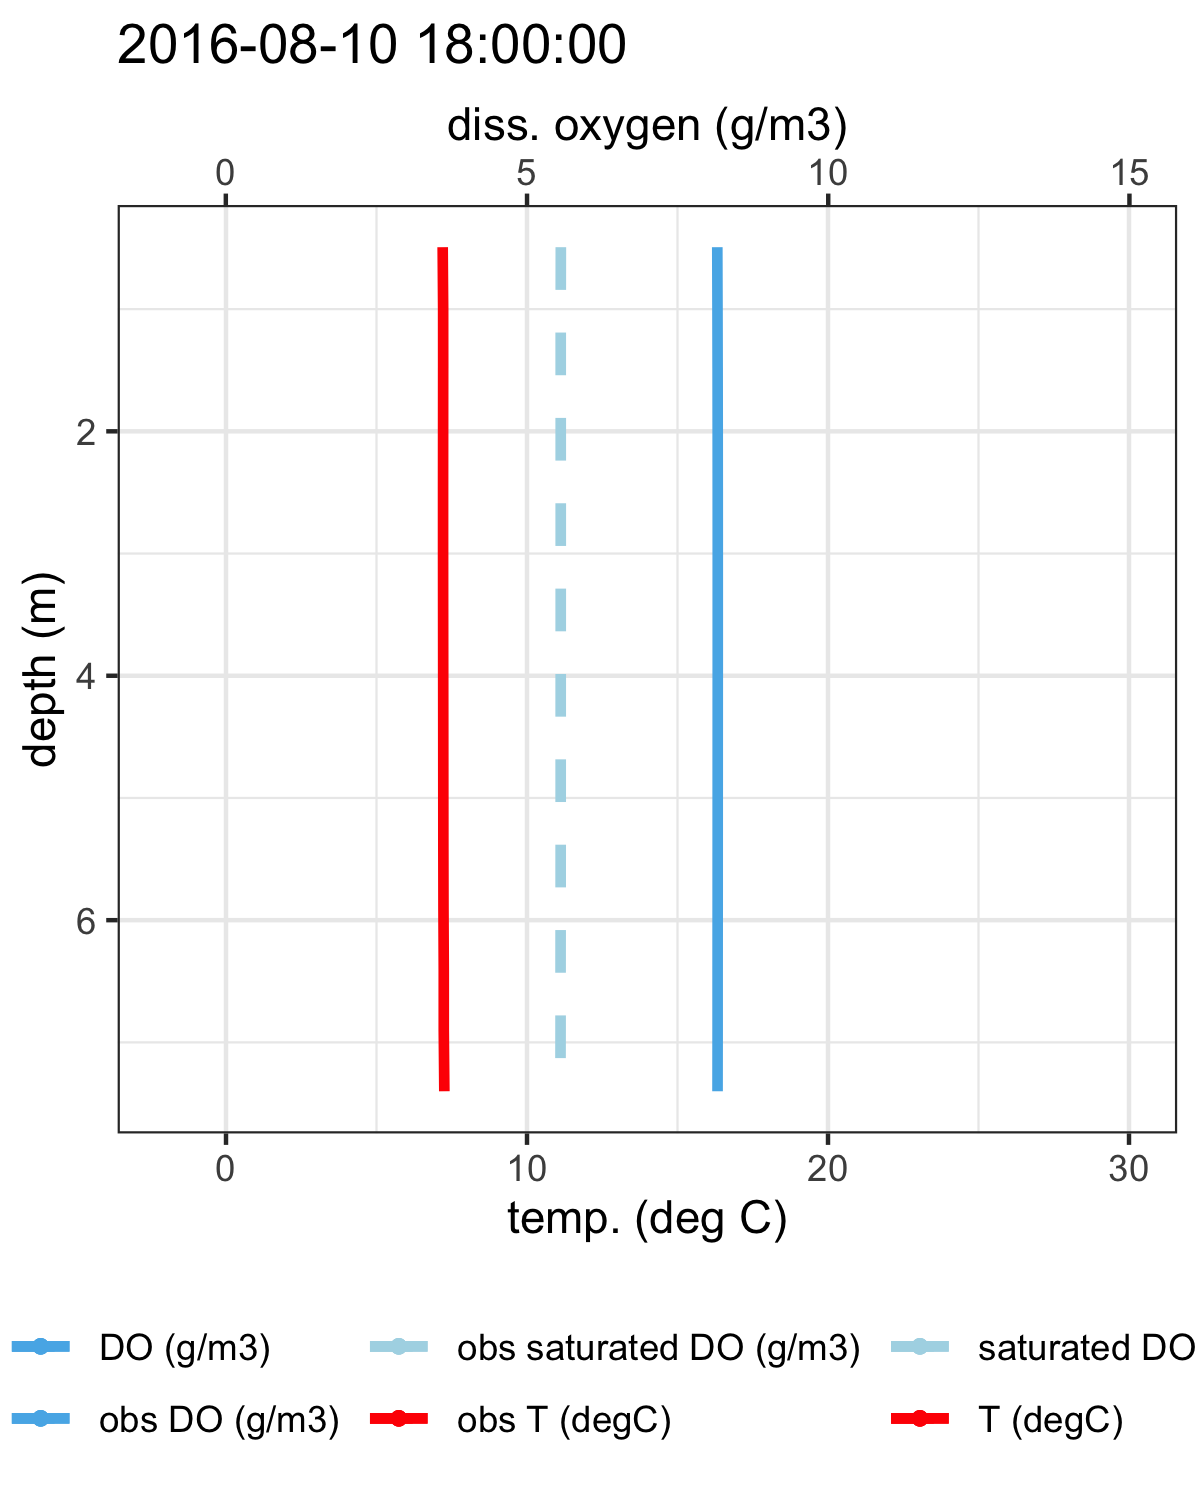 2016-08-10 18:00:00
diss. oxygen (g/m3)
0 5 10 15
depth (m)
2
4
6
0 10 20 30
temp. (deg C)
DO (g/m3) obs saturated DO (g/m3) saturated DO
obs DO (g/m3) obs T (degC) T (degC)